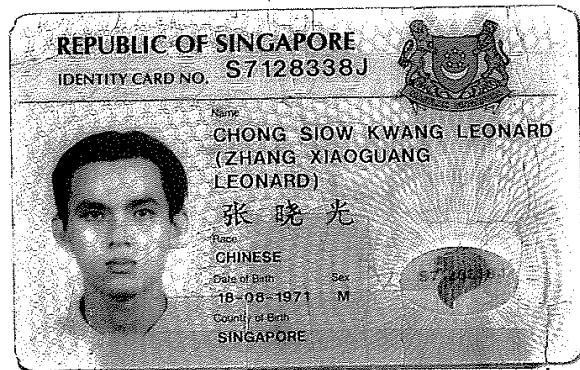 REPUBLIC OF SINGAPORE
IDENTITY CARD NO. S7128338J
Name
CHONG SIOW KWANG LEONARD
(ZHANG XIAOGUANG
LEONARD)
张 晓 光
Race
CHINESE
Date of Birth Sex
18-08-1971 M
Country of Birth
SINGAPORE